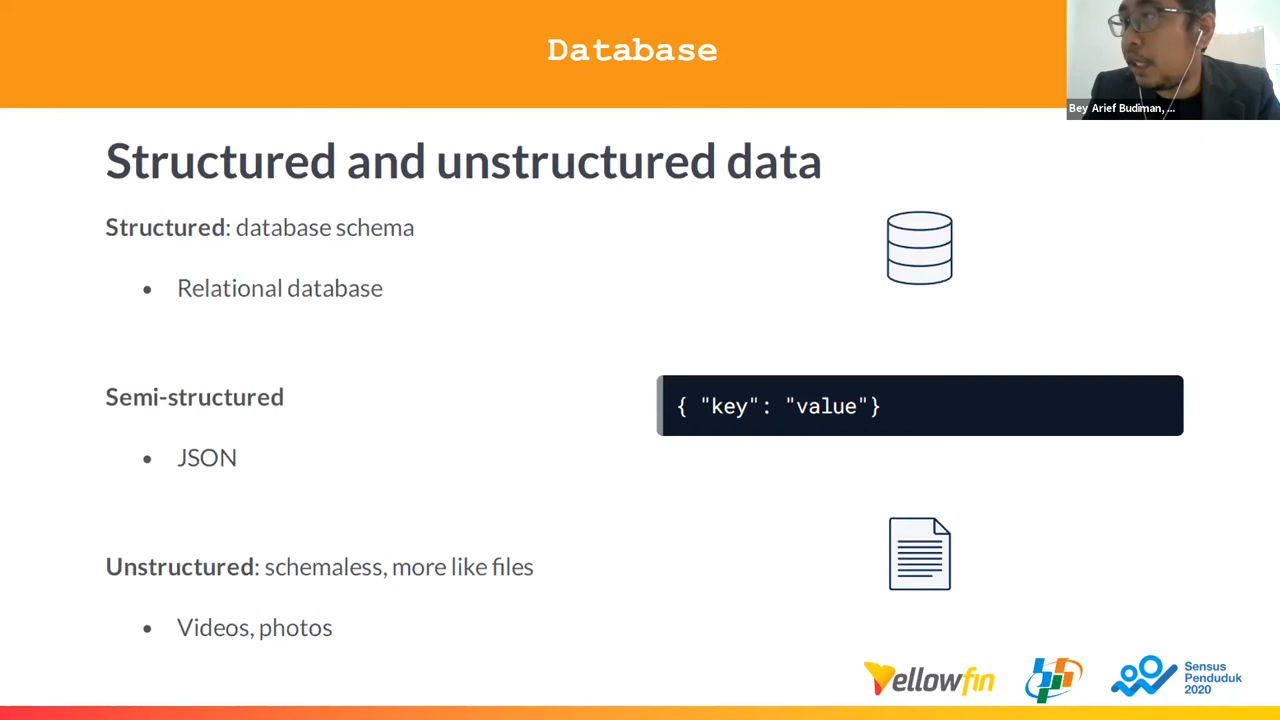 Database
Bey Arief Budiman, ...
Structured and unstructured data
Structured: database schema
• Relational database
Semi-structured
{ "key": "value"}
• JSON
Unstructured: schemaless, more like files
• Videos, photos
Yellowfin
Sensus
Penduduk
2020